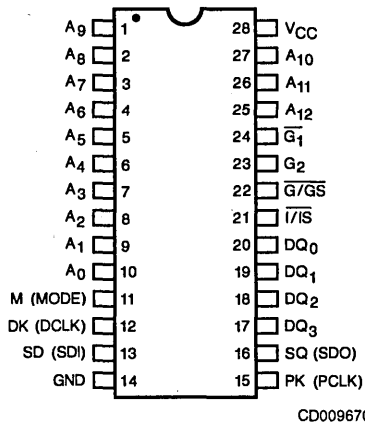 A9 1 28 VCC
A8 2 27 A10
A7 3 26 A11
A6 4 25 A12
A5 5 24 G1
A4 6 23 G2
A3 7 22 G/GS
A2 8 21 I/IS
A1 9 20 DQ0
A0 10 19 DQ1
M (MODE) 11 18 DQ2
DK (DCLK) 12 17 DQ3
SD (SDI) 13 16 SQ (SDO)
GND 14 15 PK (PCLK)
CD009670